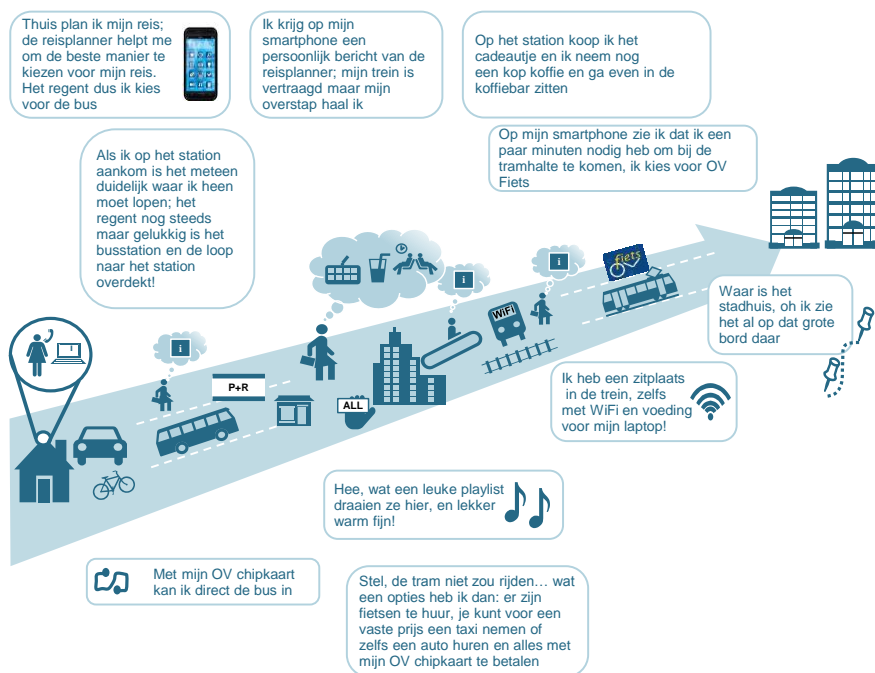 Thuis plan ik mijn reis;
de reisplanner helpt me
om de beste manier te
kiezen voor mijn reis.
Het regent dus ik kies
voor de bus
Ik krijg op mijn
smartphone een
persoonlijk bericht van de
reisplanner; mijn trein is
vertraagd maar mijn
overstap haal ik
Op het station koop ik het
cadeautje en ik neem nog
een kop koffie en ga even in de
koffiebar zitten
Op mijn smartphone zie ik dat ik een
paar minuten nodig heb om bij de
tramhalte te komen, ik kies voor OV
Fiets
Als ik op het station
aankom is het meteen
duidelijk waar ik heen
moet lopen; het
regent nog steeds
maar gelukkig is het
busstation en de loop
naar het station
overdekt!
fiets
i
i
i
WiFi
P+R
ALL
Waar is het
stadhuis, oh ik zie
het al op dat grote
bord daar
Ik heb een zitplaats
in de trein, zelfs
met WiFi en voeding
voor mijn laptop!
Hee, wat een leuke playlist
draaien ze hier, en lekker
warm fijn!
Met mijn OV chipkaart
kan ik direct de bus in
Stel, de tram niet zou rijden… wat
een opties heb ik dan: er zijn
fietsen te huur, je kunt voor een
vaste prijs een taxi nemen of
zelfs een auto huren en alles met
mijn OV chipkaart te betalen